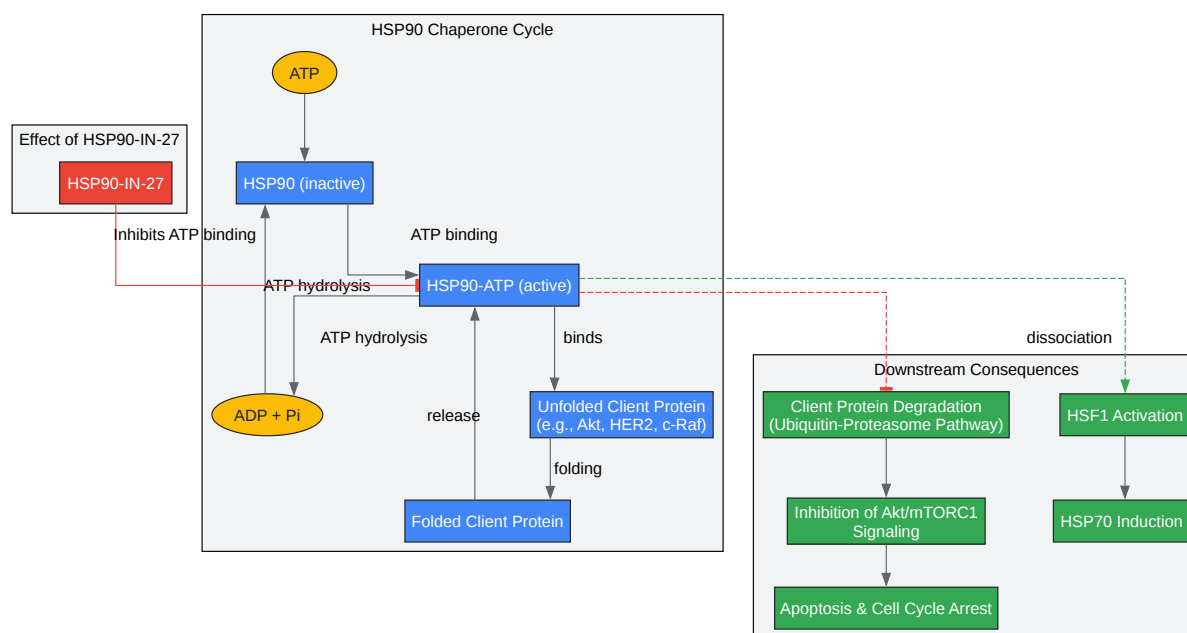 HSP90 Chaperone Cycle
ATP
Effect of HSP90-IN-27
HSP90-IN-27
HSP90 (inactive)
Inhibits ATP binding
ATP binding
ATP hydrolysis
HSP90-ATP (active)
ATP hydrolysis
binds
dissociation
Downstream Consequences
ADP + Pi
release
Unfolded Client Protein
(e.g., Akt, HER2, c-Raf)
Client Protein Degradation
(Ubiquitin-Proteasome Pathway)
HSF1 Activation
folding
Folded Client Protein
Inhibition of Akt/mTORC1
Signaling
HSP70 Induction
Apoptosis & Cell Cycle Arrest